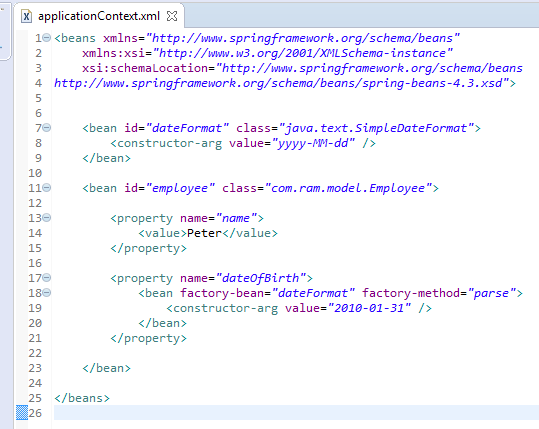 applicationContext.xml
1 <beans xmlns="http://www.springframework.org/schema/beans"
2     xmlns:xsi="http://www.w3.org/2001/XMLSchema-instance"
3     xsi:schemaLocation="http://www.springframework.org/schema/beans
4 http://www.springframework.org/schema/beans/spring-beans-4.3.xsd">
5
6
7     <bean id="dateFormat" class="java.text.SimpleDateFormat">
8         <constructor-arg value="yyyy-MM-dd" />
9     </bean>
10
11     <bean id="employee" class="com.ram.model.Employee">
12
13         <property name="name">
14             <value>Peter</value>
15         </property>
16
17         <property name="dateOfBirth">
18             <bean factory-bean="dateFormat" factory-method="parse">
19                 <constructor-arg value="2010-01-31" />
20             </bean>
21         </property>
22
23     </bean>
24
25 </beans>
26